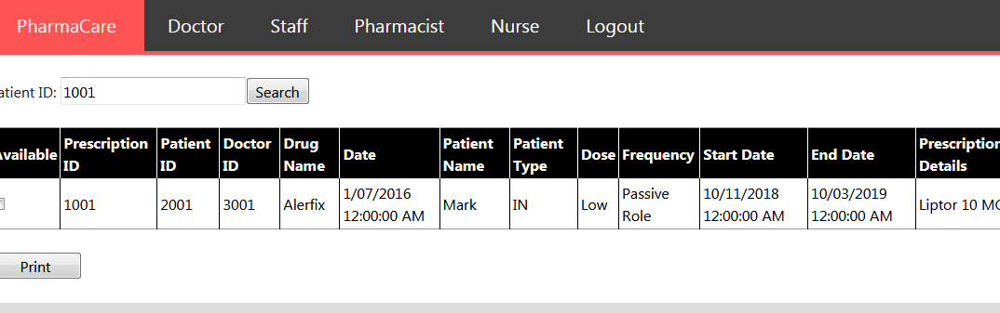 PharmaCare Doctor Staff Pharmacist Nurse Logout
atient ID: 1001 Search
Available Prescription ID Patient ID Doctor ID Drug Name Date Patient Name Patient Type Dose Frequency Start Date End Date Prescription Details
1001 2001 3001 Alerfix 1/07/2016 12:00:00 AM Mark IN Low Passive Role 10/11/2018 12:00:00 AM 10/03/2019 12:00:00 AM Liptor 10 MG
Print